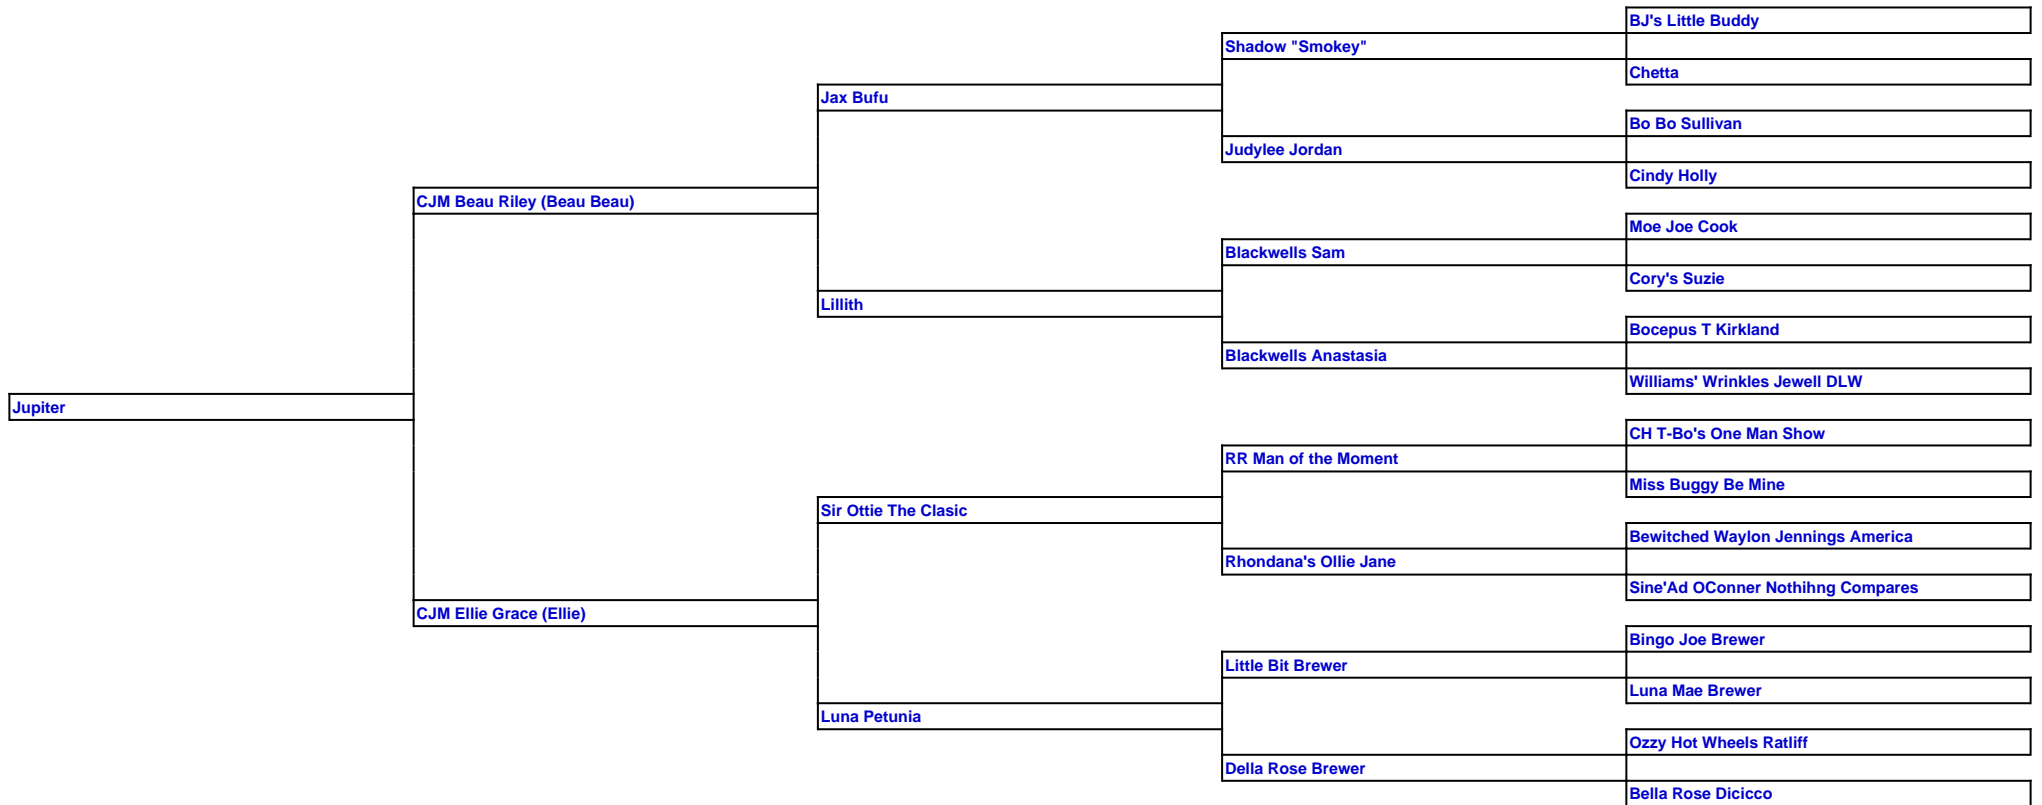 BJ's Little Buddy
Shadow "Smokey"
Chetta
Jax Bufu
Bo Bo Sullivan
Judylee Jordan
Cindy Holly
CJM Beau Riley (Beau Beau)
Moe Joe Cook
Blackwells Sam
Cory's Suzie
Lillith
Bocepus T Kirkland
Blackwells Anastasia
Williams' Wrinkles Jewell DLW
Jupiter
CH T-Bo's One Man Show
RR Man of the Moment
Miss Buggy Be Mine
Sir Ottie The Clasic
Bewitched Waylon Jennings America
Rhondana's Ollie Jane
Sine'Ad OConner Nothihng Compares
CJM Ellie Grace (Ellie)
Bingo Joe Brewer
Little Bit Brewer
Luna Mae Brewer
Luna Petunia
Ozzy Hot Wheels Ratliff
Della Rose Brewer
Bella Rose Dicicco